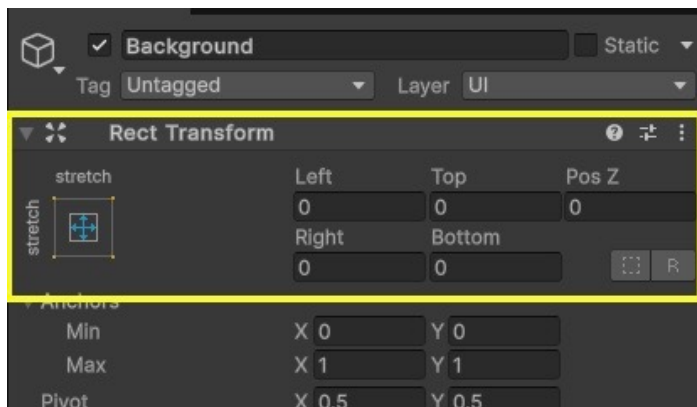 Background
Static
Tag Untagged Layer UI
Rect Transform
stretch Left Top Pos Z
stretch
0 0 0
Right Bottom
0 0 R
Anchors
Min X 0 Y 0
Max X 1 Y 1
Pivot X 0.5 Y 0.5